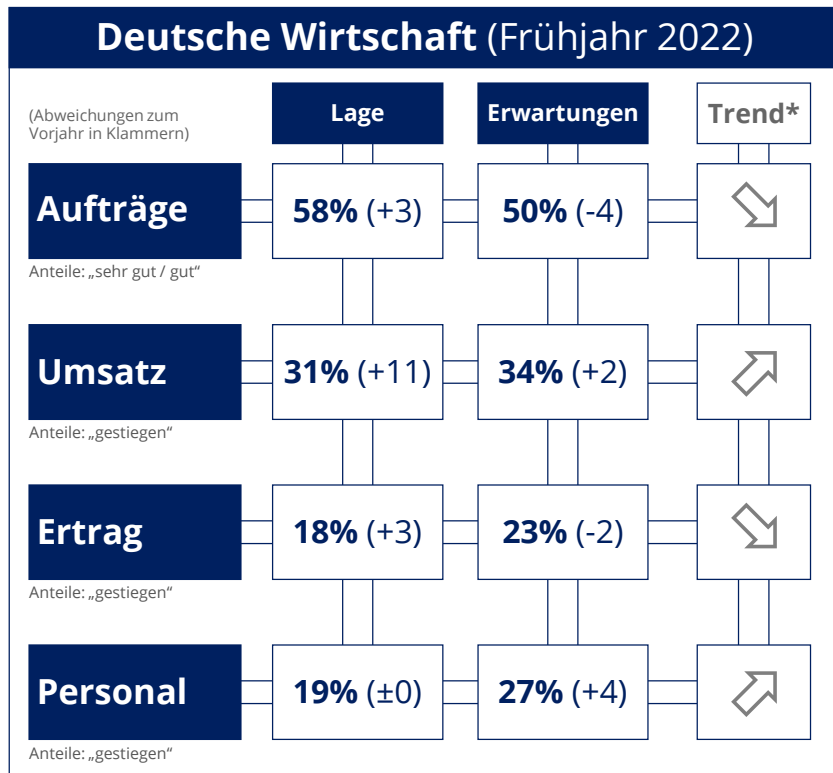 Deutsche Wirtschaft (Frühjahr 2022)
(Abweichungen zum
Vorjahr in Klammern)
Lage
Erwartungen
Trend*
Aufträge
58% (+3)
50% (-4)
Anteile: „sehr gut / gut“
Umsatz
31% (+11)
34% (+2)
Anteile: „gestiegen“
Ertrag
18% (+3)
23% (-2)
Anteile: „gestiegen“
Personal
19% (±0)
27% (+4)
Anteile: „gestiegen“